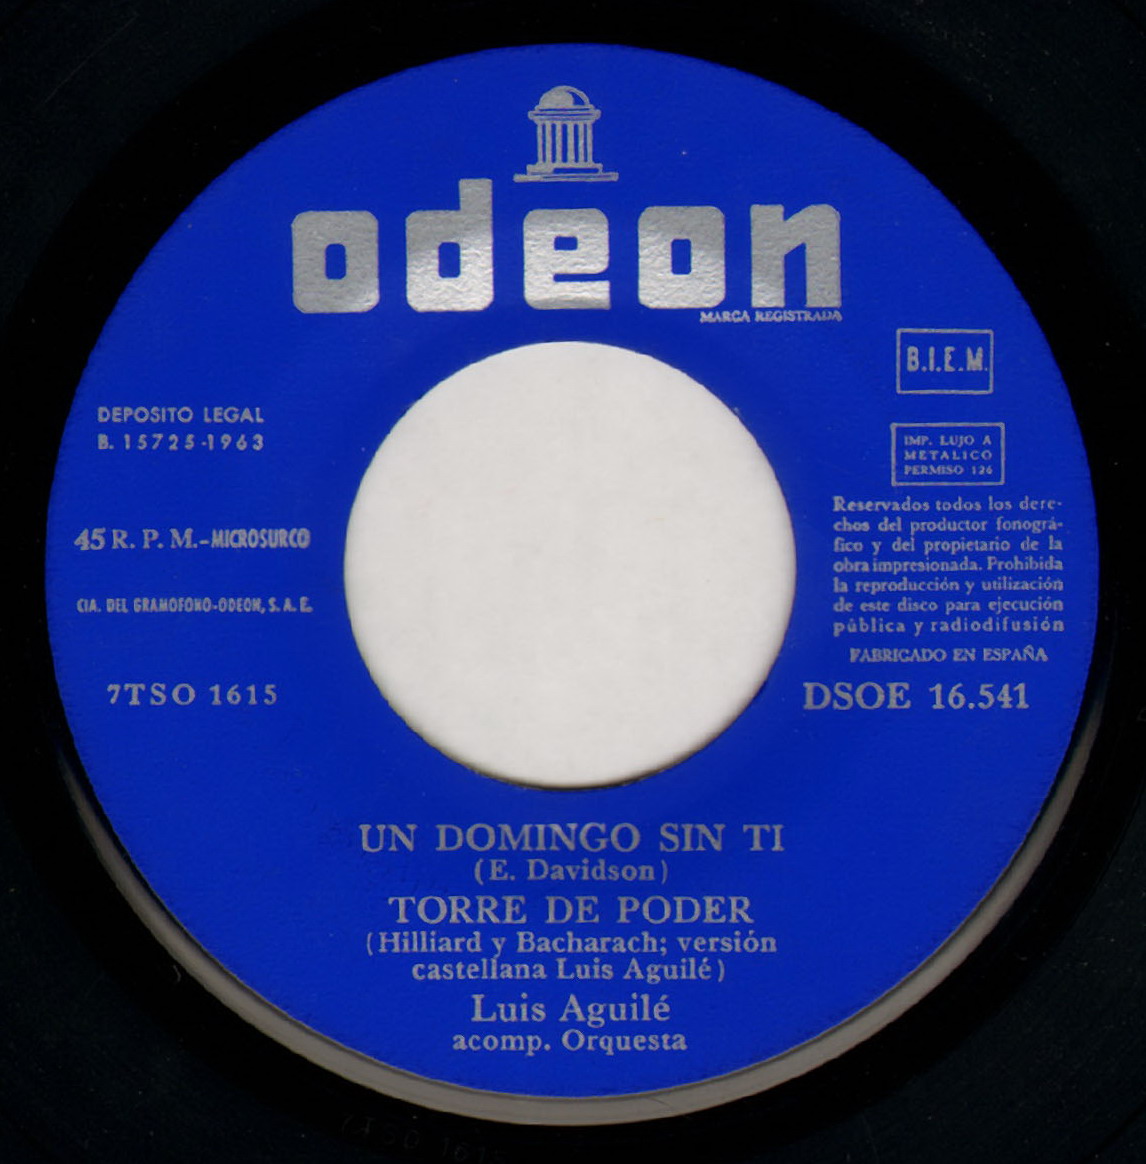 odeon
MARCA REGISTRADA
B.I.E.M.
DEPOSITO LEGAL
B. 15725-1963
IMP. LUJO A
METALICO
PERMISO 126
45 R. P. M.-MICROSURCO
CIA. DEL GRAMOFONO-ODEON, S. A. E.
7TSO 1615
Reservados todos los dere-
chos del productor fonográ-
fico y del propietario de la
obra impresionada. Prohibida
la reproducción y utilización
de este disco para ejecución
pública y radiodifusión
FABRICADO EN ESPAÑA
DSOE 16.541
UN DOMINGO SIN TI
(E. Davidson)
TORRE DE PODER
(Hilliard y Bacharach; versión
castellana Luis Aguilé)
Luis Aguilé
acomp. Orquesta